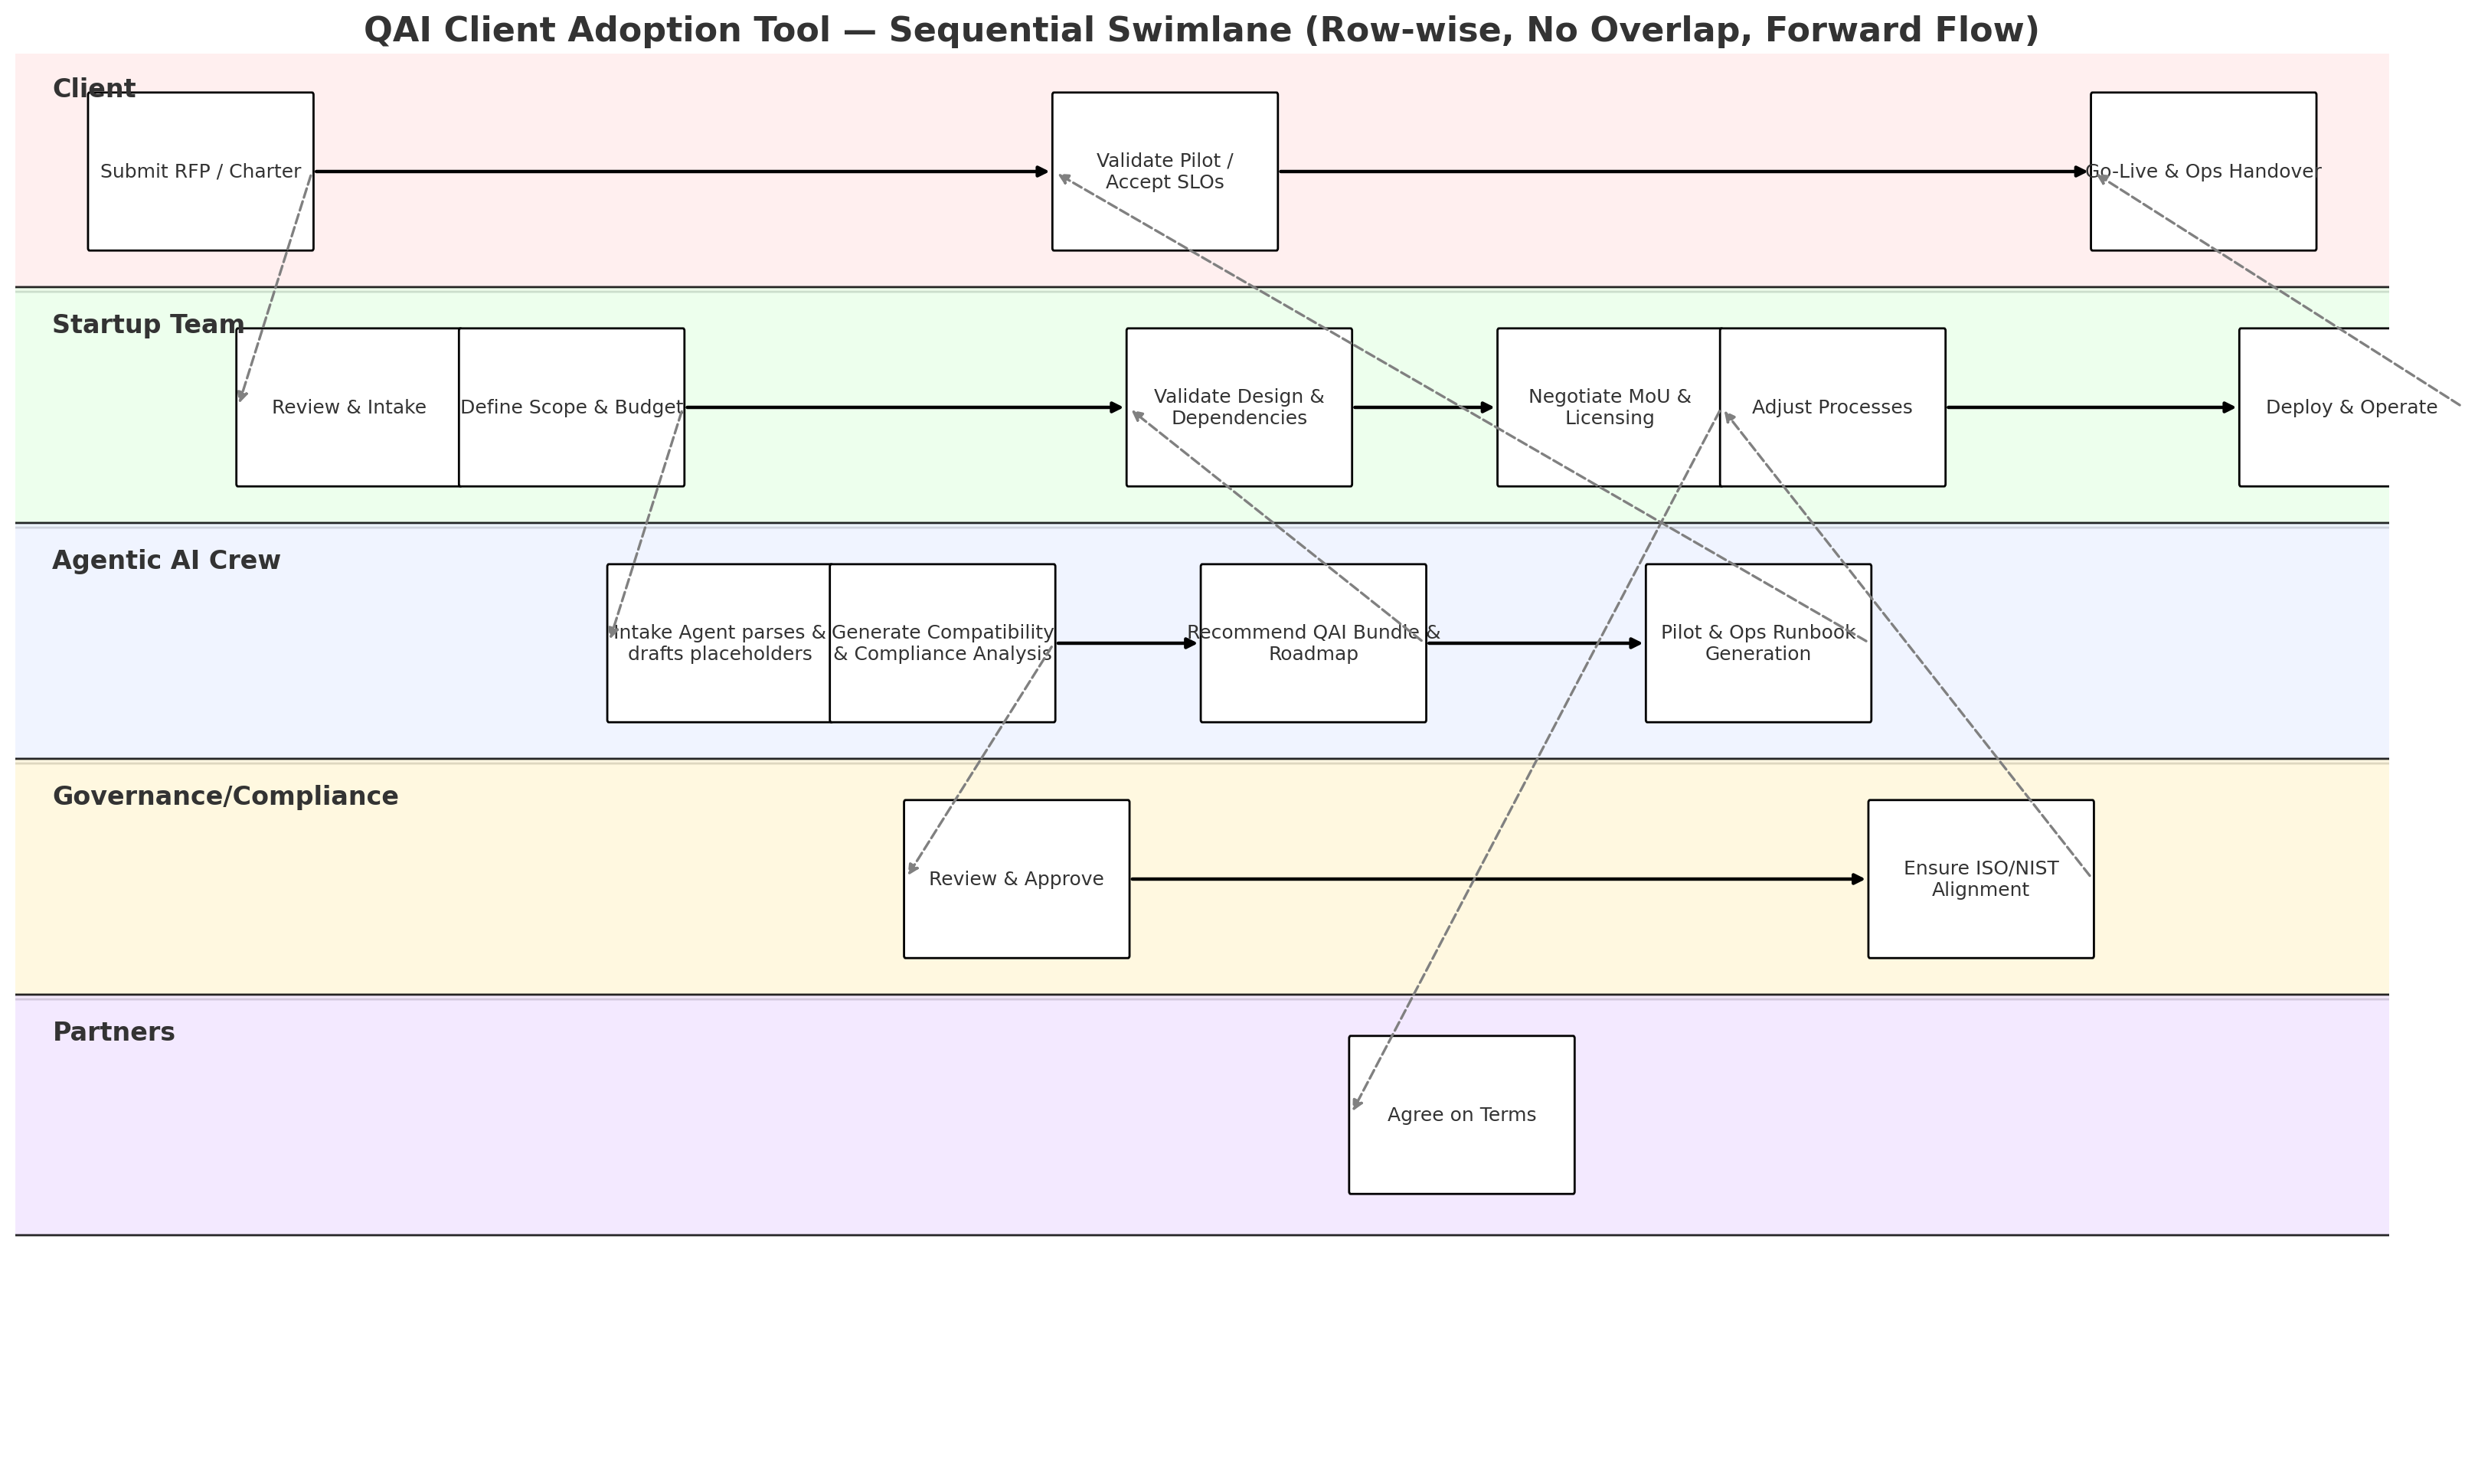 QAI Client Adoption Tool — Sequential Swimlane (Row-wise, No Overlap, Forward Flow)
Client
Submit RFP / Charter
Validate Pilot /
Accept SLOs
Go-Live & Ops Handover
Startup Team
Review & Intake
Define Scope & Budget
Validate Design &
Dependencies
Negotiate MoU &
Licensing
Adjust Processes
Deploy & Operate
Agentic AI Crew
Intake Agent parses &
drafts placeholders
Generate Compatibility
& Compliance Analysis
Recommend QAI Bundle &
Roadmap
Pilot & Ops Runbook
Generation
Governance/Compliance
Review & Approve
Ensure ISO/NIST
Alignment
Partners
Agree on Terms